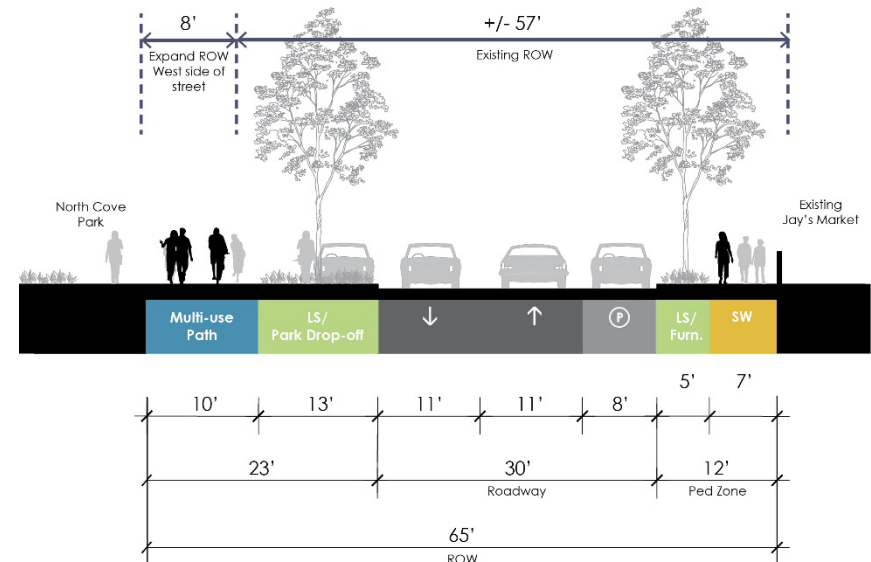 8’
+/- 57’
Expand ROW
West side of
street
Existing ROW
North Cove
Park
Existing
Jay’s Market
Multi-use
Path
LS/
Park Drop-off
↓
↑
P
LS/
Furn.
SW
5’
7’
10’
13’
11’
11’
8’
23’
30’
12’
Roadway
Ped Zone
65’
ROW